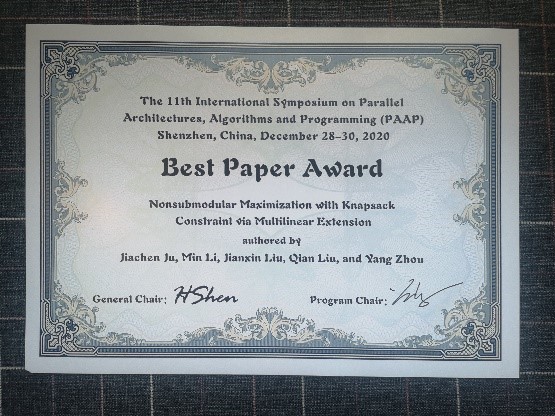 The 11th International Symposium on Parallel
Architectures, Algorithms and Programming (PAAP)
Shenzhen, China, December 28–30, 2020
Best Paper Award
Nonsubmodular Maximization with Knapsack
Constraint via Multilinear Extension
authored by
Jiachen Ju, Min Li, Jianxin Liu, Qian Liu, and Yang Zhou
General Chair: HShen Program Chair: